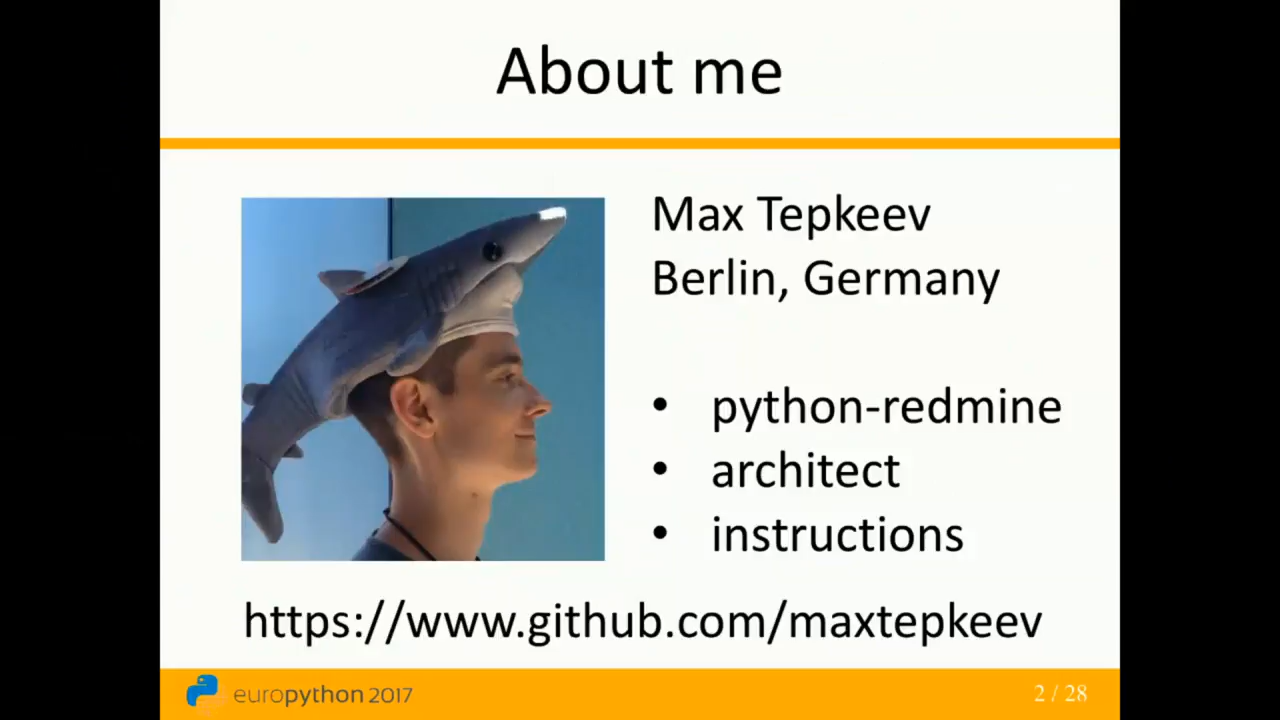 About me
Max Tepkeev
Berlin, Germany
• python-redmine
• architect
• instructions
https://www.github.com/maxtepkeev
europython 2017
2 / 28